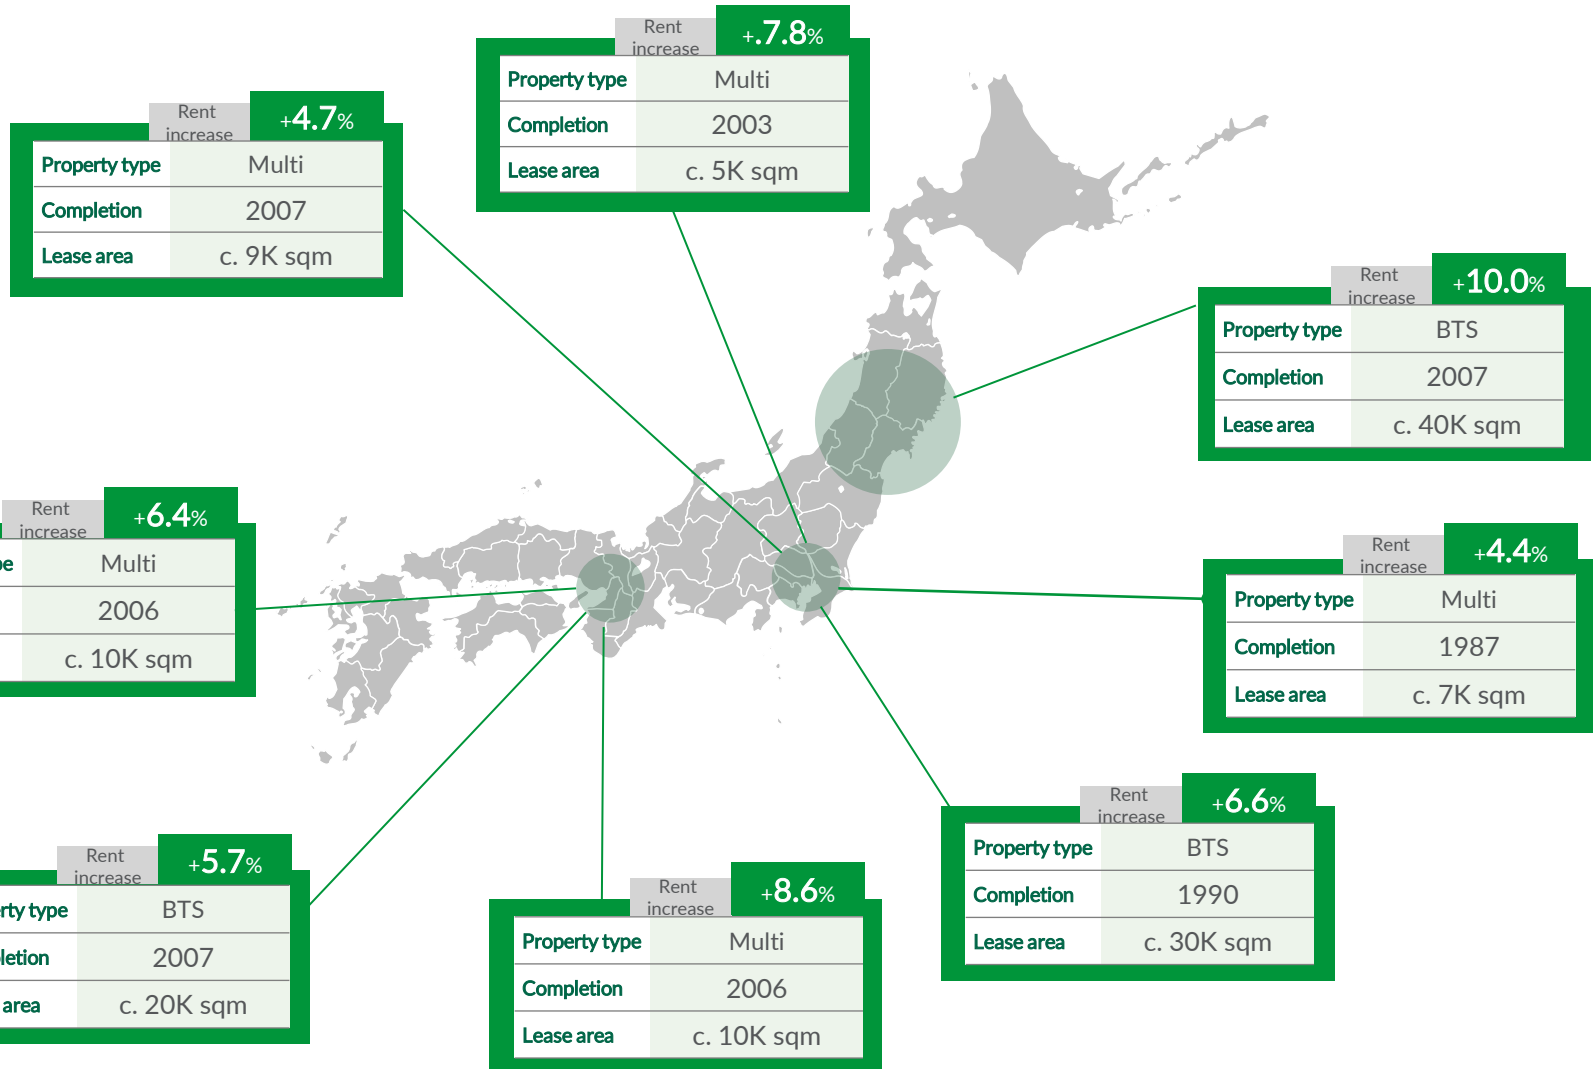 Rent
increase
+.7.8%
Property type Multi
Completion 2003
Lease area c. 5K sqm
Rent
increase
+4.7%
Property type Multi
Completion 2007
Lease area c. 9K sqm
Rent
increase
+10.0%
Property type BTS
Completion 2007
Lease area c. 40K sqm
Rent
increase
+6.4%
pe Multi
2006
c. 10K sqm
Rent
increase
+4.4%
Property type Multi
Completion 1987
Lease area c. 7K sqm
Rent
increase
+6.6%
Property type BTS
Completion 1990
Lease area c. 30K sqm
Rent
increase
+5.7%
rty type BTS
letion 2007
area c. 20K sqm
Rent
increase
+8.6%
Property type Multi
Completion 2006
Lease area c. 10K sqm